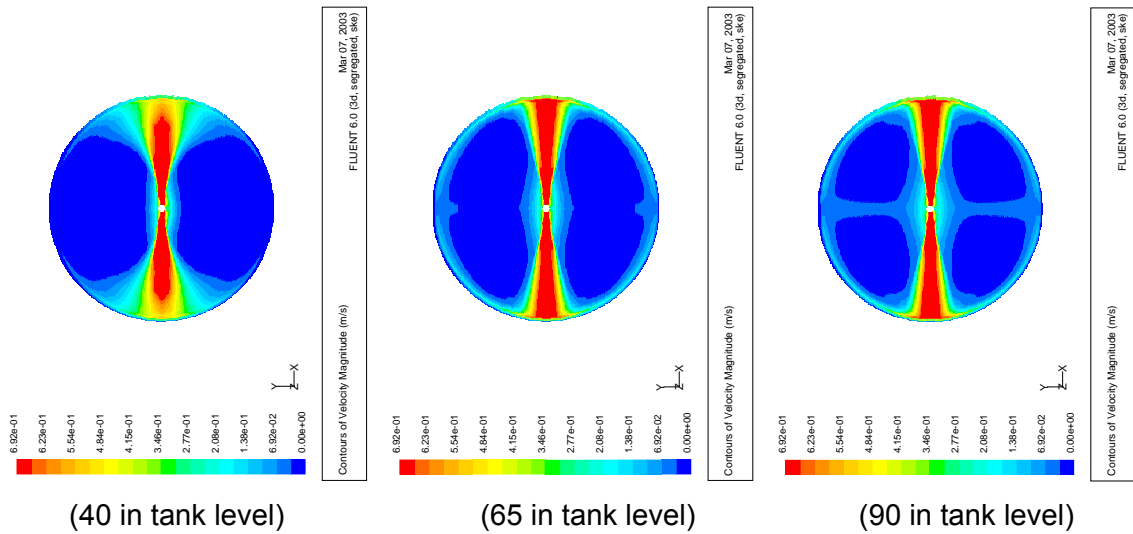 Mar 07, 2003
FLUENT 6.0 (3d, segregated, ske)
Contours of Velocity Magnitude (m/s)
Y
Z X
6.92e-01
6.23e-01
5.54e-01
4.84e-01
4.15e-01
3.46e-01
2.77e-01
2.08e-01
1.38e-01
6.92e-02
0.00e+00
(40 in tank level)
Mar 07, 2003
FLUENT 6.0 (3d, segregated, ske)
Contours of Velocity Magnitude (m/s)
Y
Z X
6.92e-01
6.23e-01
5.54e-01
4.84e-01
4.15e-01
3.46e-01
2.77e-01
2.08e-01
1.38e-01
6.92e-02
0.00e+00
(65 in tank level)
Mar 07, 2003
FLUENT 6.0 (3d, segregated, ske)
Contours of Velocity Magnitude (m/s)
Y
Z X
6.92e-01
6.23e-01
5.54e-01
4.84e-01
4.15e-01
3.46e-01
2.77e-01
2.08e-01
1.38e-01
6.92e-02
0.00e+00
(90 in tank level)